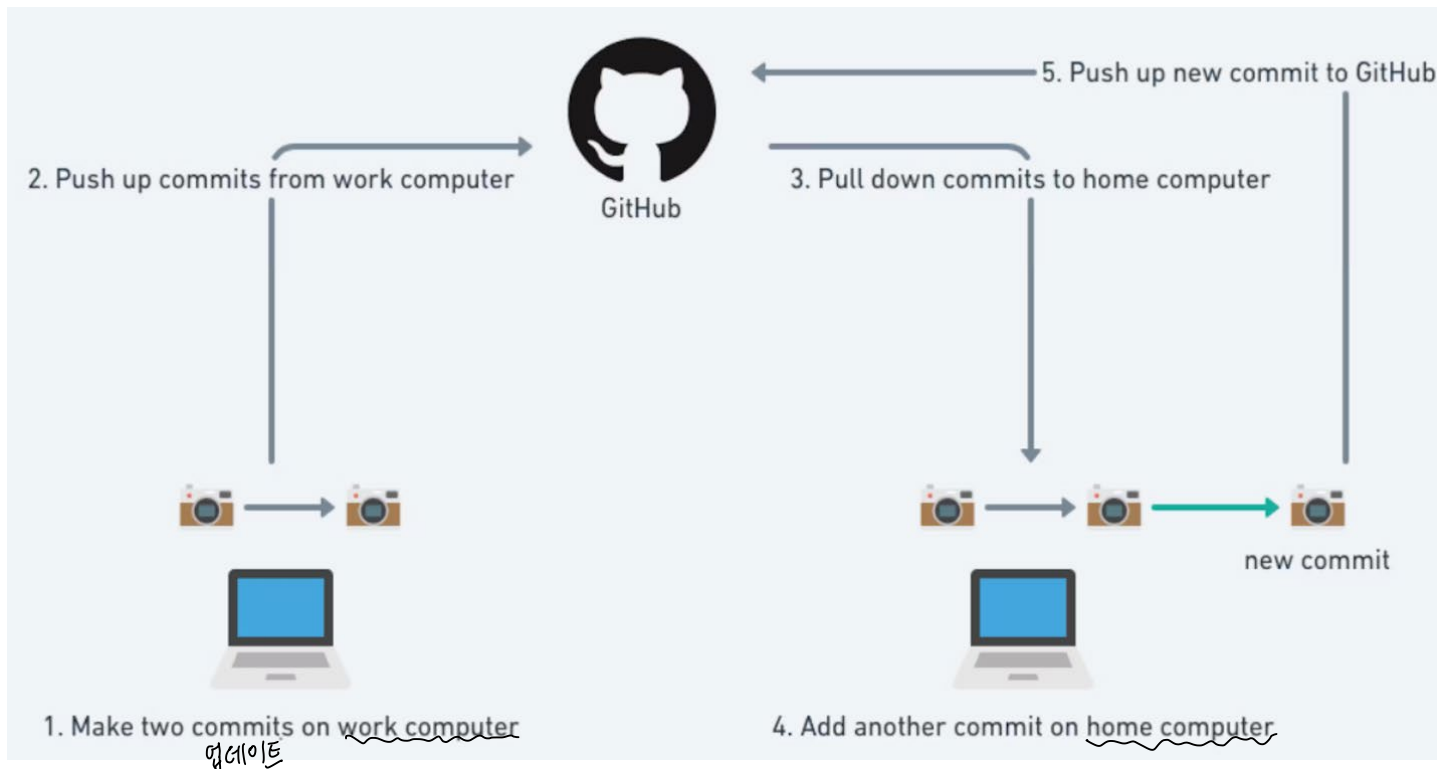 5. Push up new commit to GitHub
2. Push up commits from work computer
GitHub
3. Pull down commits to home computer
new commit
1. Make two commits on work computer
업데이트
4. Add another commit on home computer